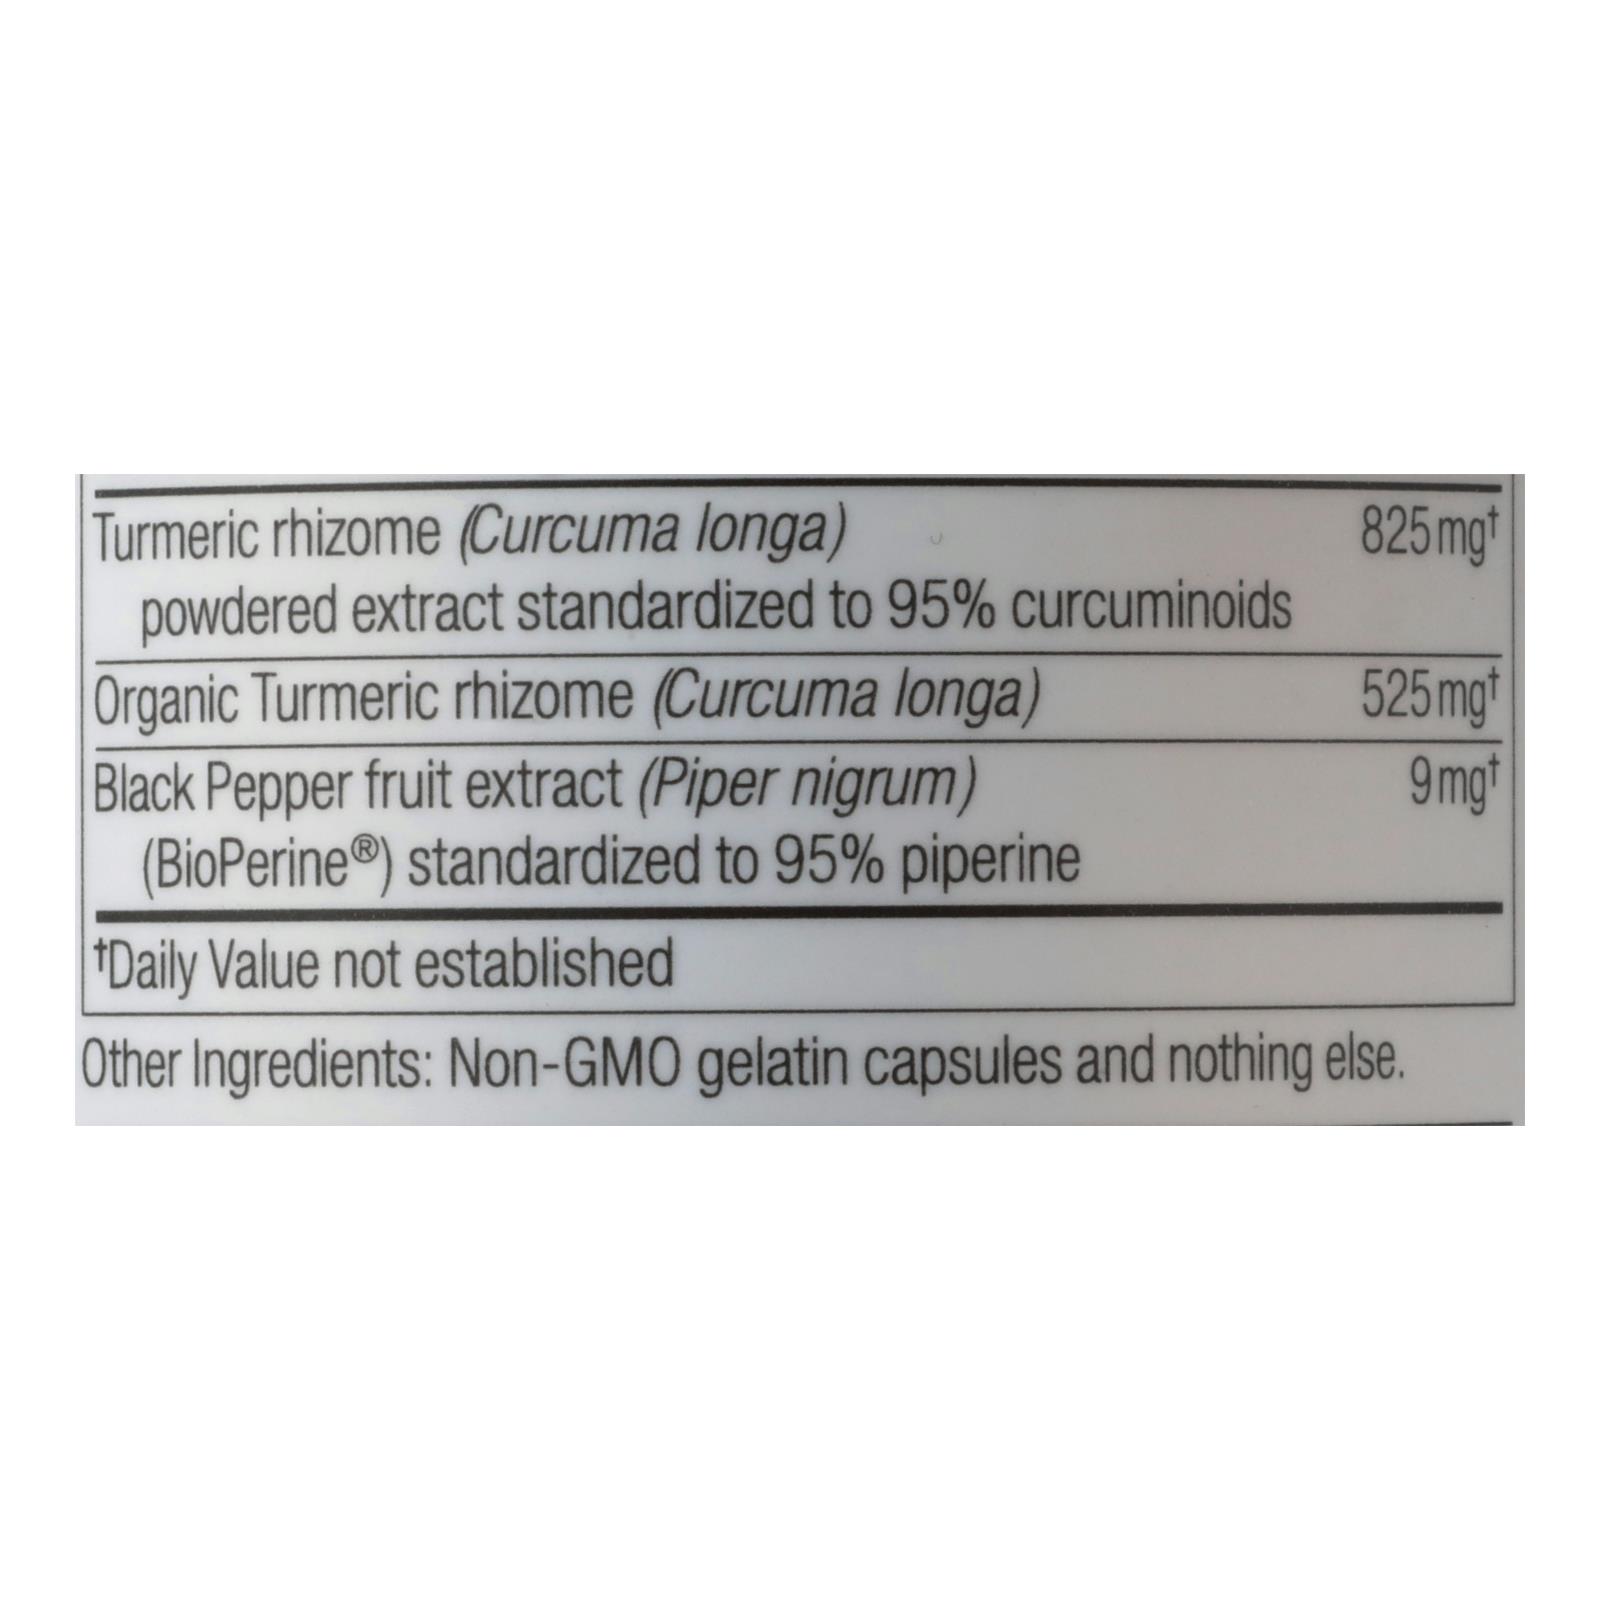 Turmeric rhizome (Curcuma longa) 825 mg†
powdered extract standardized to 95% curcuminoids
Organic Turmeric rhizome (Curcuma longa) 525 mg†
Black Pepper fruit extract (Piper nigrum) 9 mg†
(BioPerine®) standardized to 95% piperine
†Daily Value not established
Other Ingredients: Non-GMO gelatin capsules and nothing else.